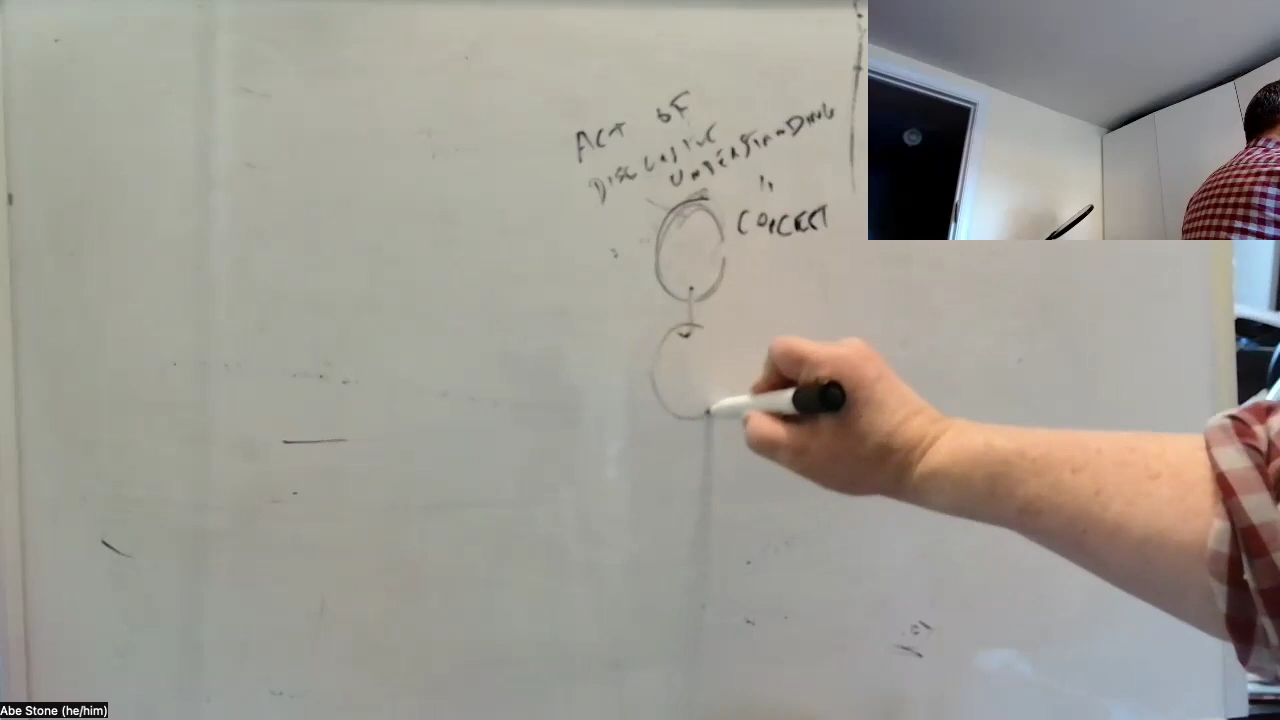 ACT OF
DISCURSIVE
UNDERSTANDING
"
CONCEPT
Abe Stone (he/him)